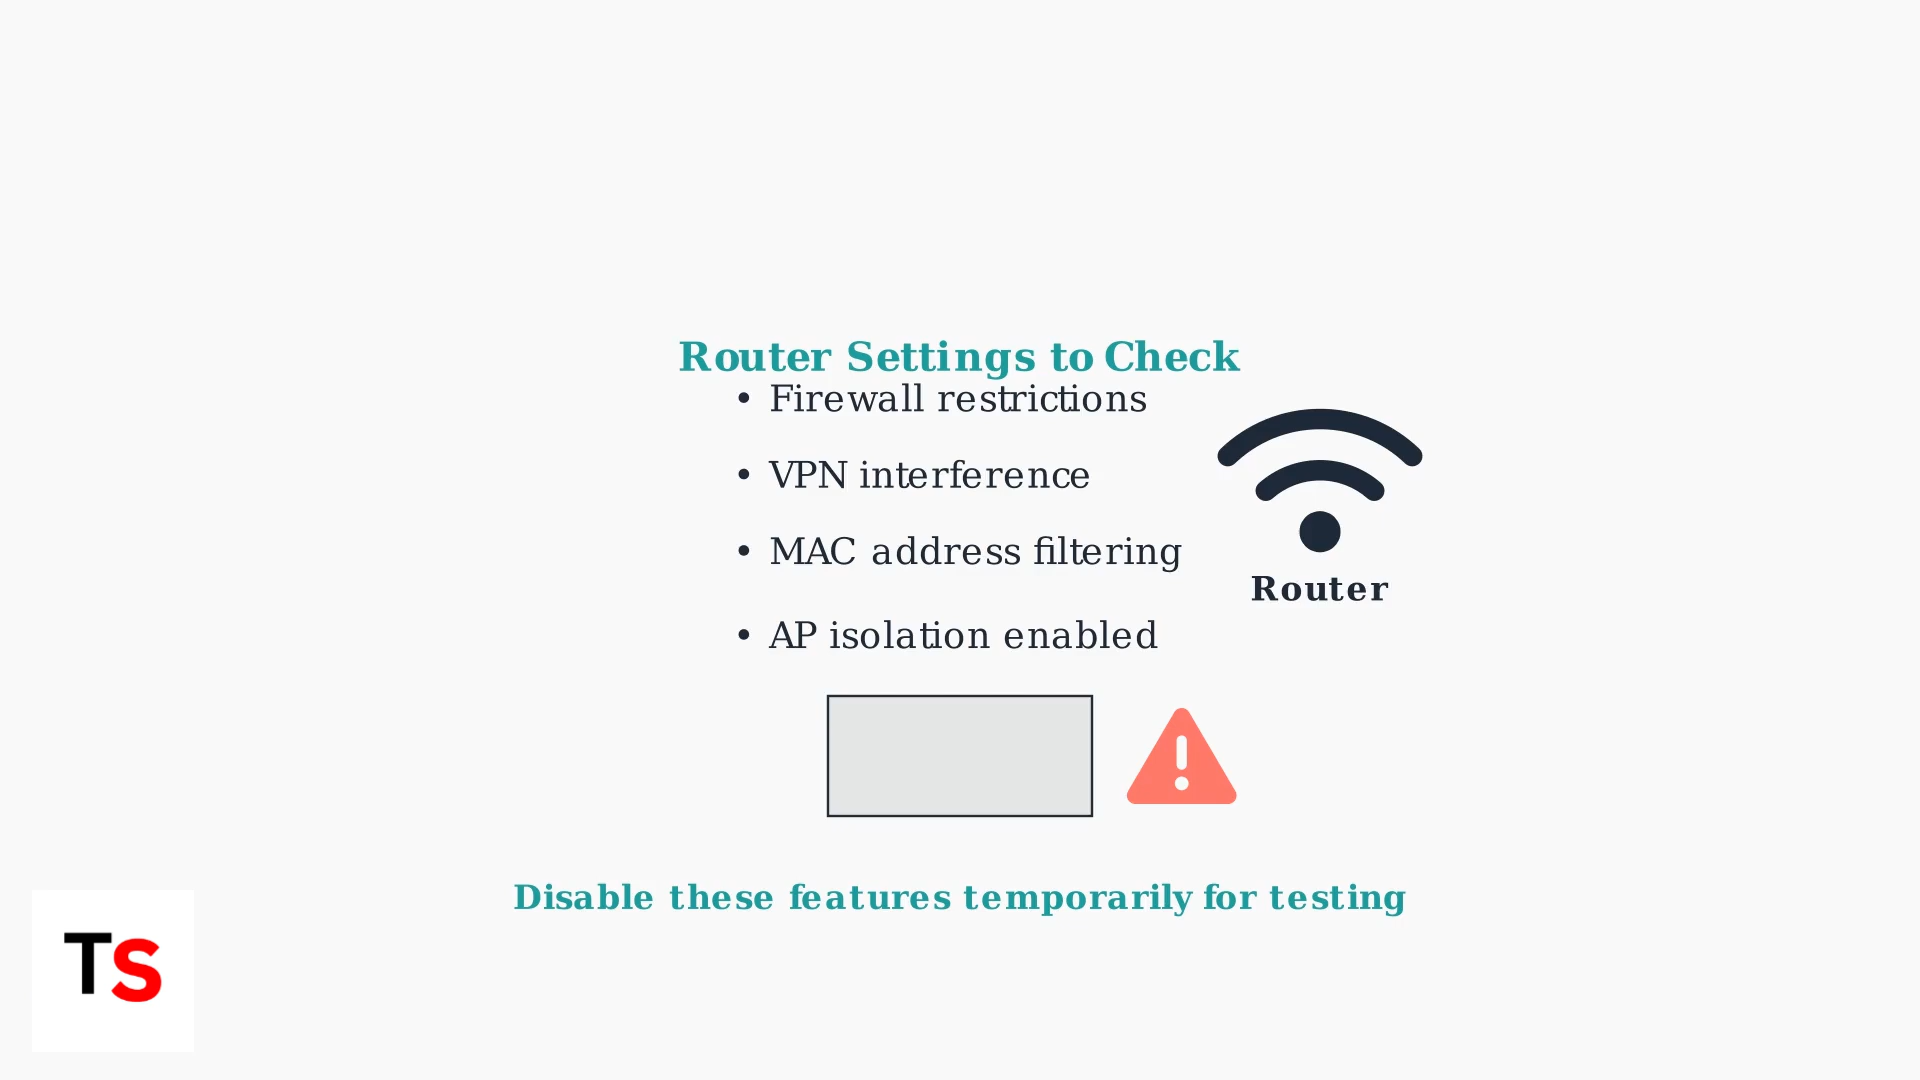 Router Settings to Check
• Firewall restrictions
• VPN interference
• MAC address filtering
• AP isolation enabled
Router
Disable these features temporarily for testing
TS